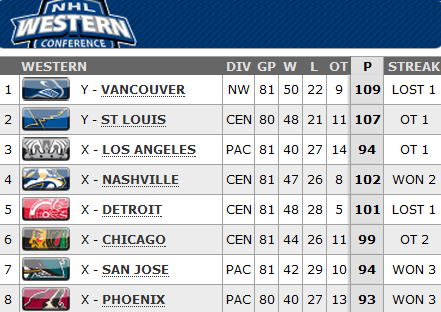 NHL
WESTERN
CONFERENCE
WESTERN DIV GP W L OT P STREAK
1 Y - VANCOUVER NW 81 50 22 9 109 LOST 1
2 Y - ST LOUIS CEN 80 48 21 11 107 OT 1
3 X - LOS ANGELES PAC 81 40 27 14 94 OT 1
4 X - NASHVILLE CEN 81 47 26 8 102 WON 2
5 X - DETROIT CEN 81 48 28 5 101 LOST 1
6 X - CHICAGO CEN 81 44 26 11 99 OT 2
7 X - SAN JOSE PAC 81 42 29 10 94 WON 3
8 X - PHOENIX PAC 80 40 27 13 93 WON 3